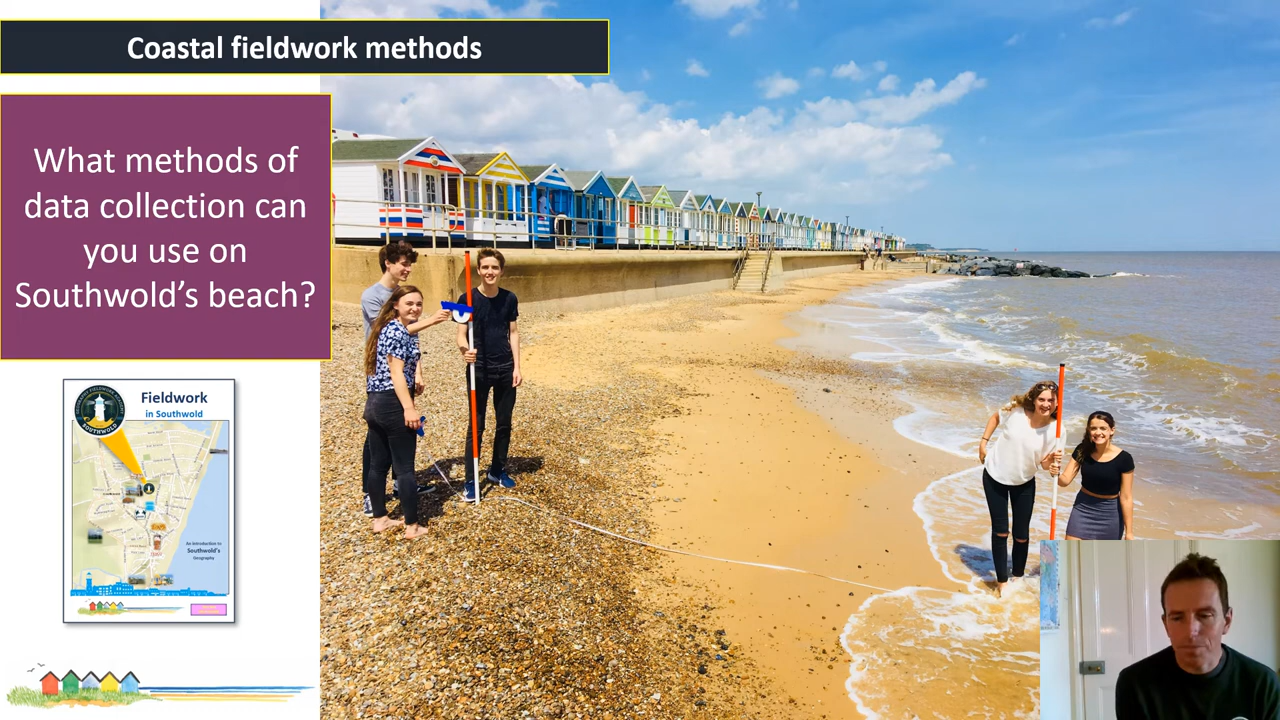 Coastal fieldwork methods
What methods of
data collection can
you use on
Southwold’s beach?
Fieldwork
in Southwold
SOUTHWOLD
An introduction to
Southwold's
Geography